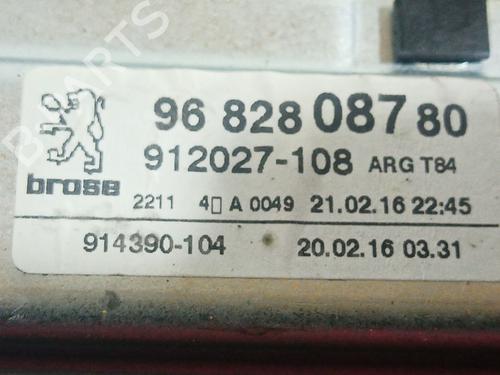 96 828 087 80
912027-108 ARG T84
brose
2211 4▯ A 0049 21.02.16 22:45
914390-104 20.02.16 03.31
B-PARTS